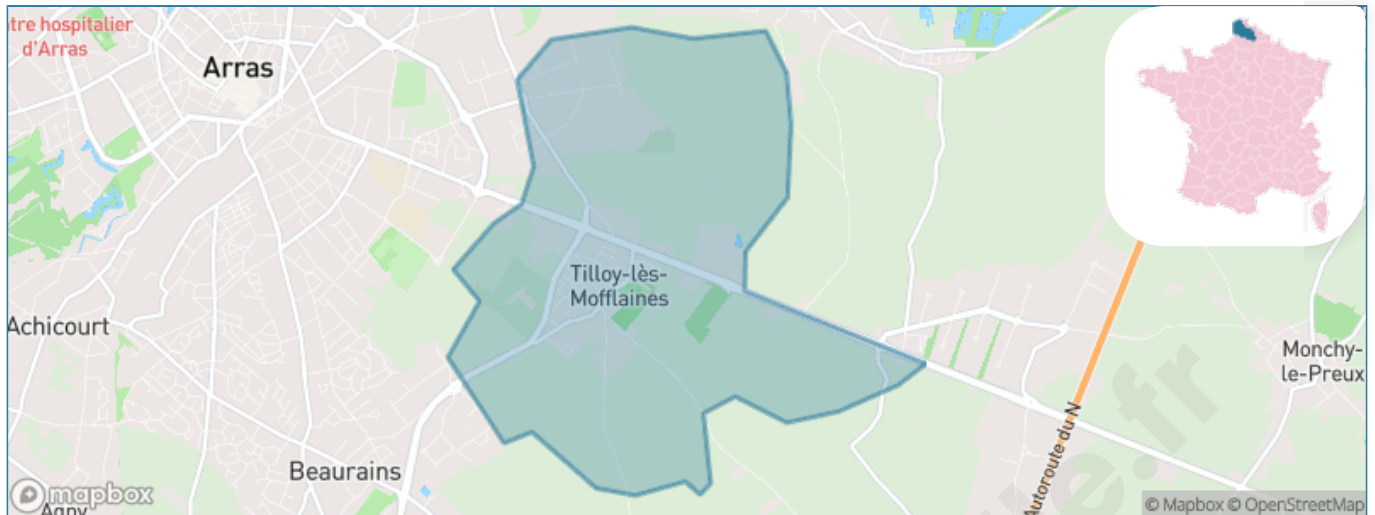 tre hospitalier
d'Arras
Arras
Tilloy-lès-
Mofflaines
Achicourt
Monchy-
le-Preux
Beaurains
Autoroute du N
mapbox
© Mapbox © OpenStreetMap